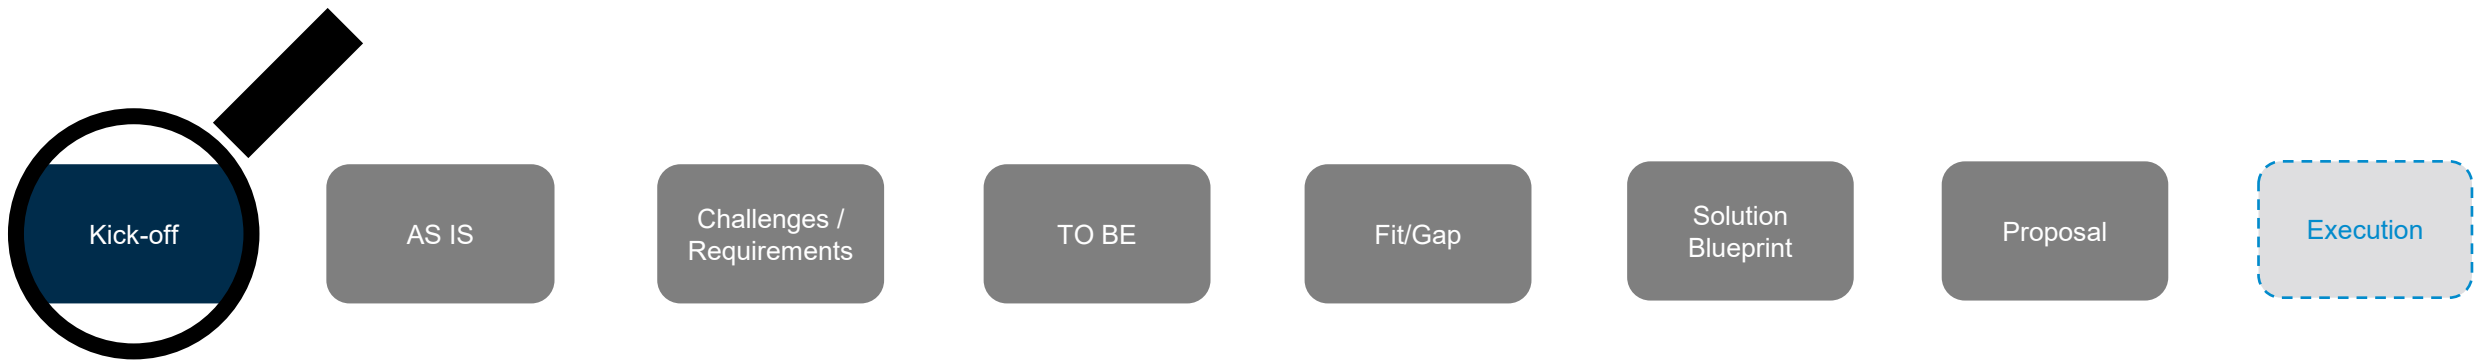 Kick-off
AS IS
Challenges /
Requirements
TO BE
Fit/Gap
Solution
Blueprint
Proposal
Execution